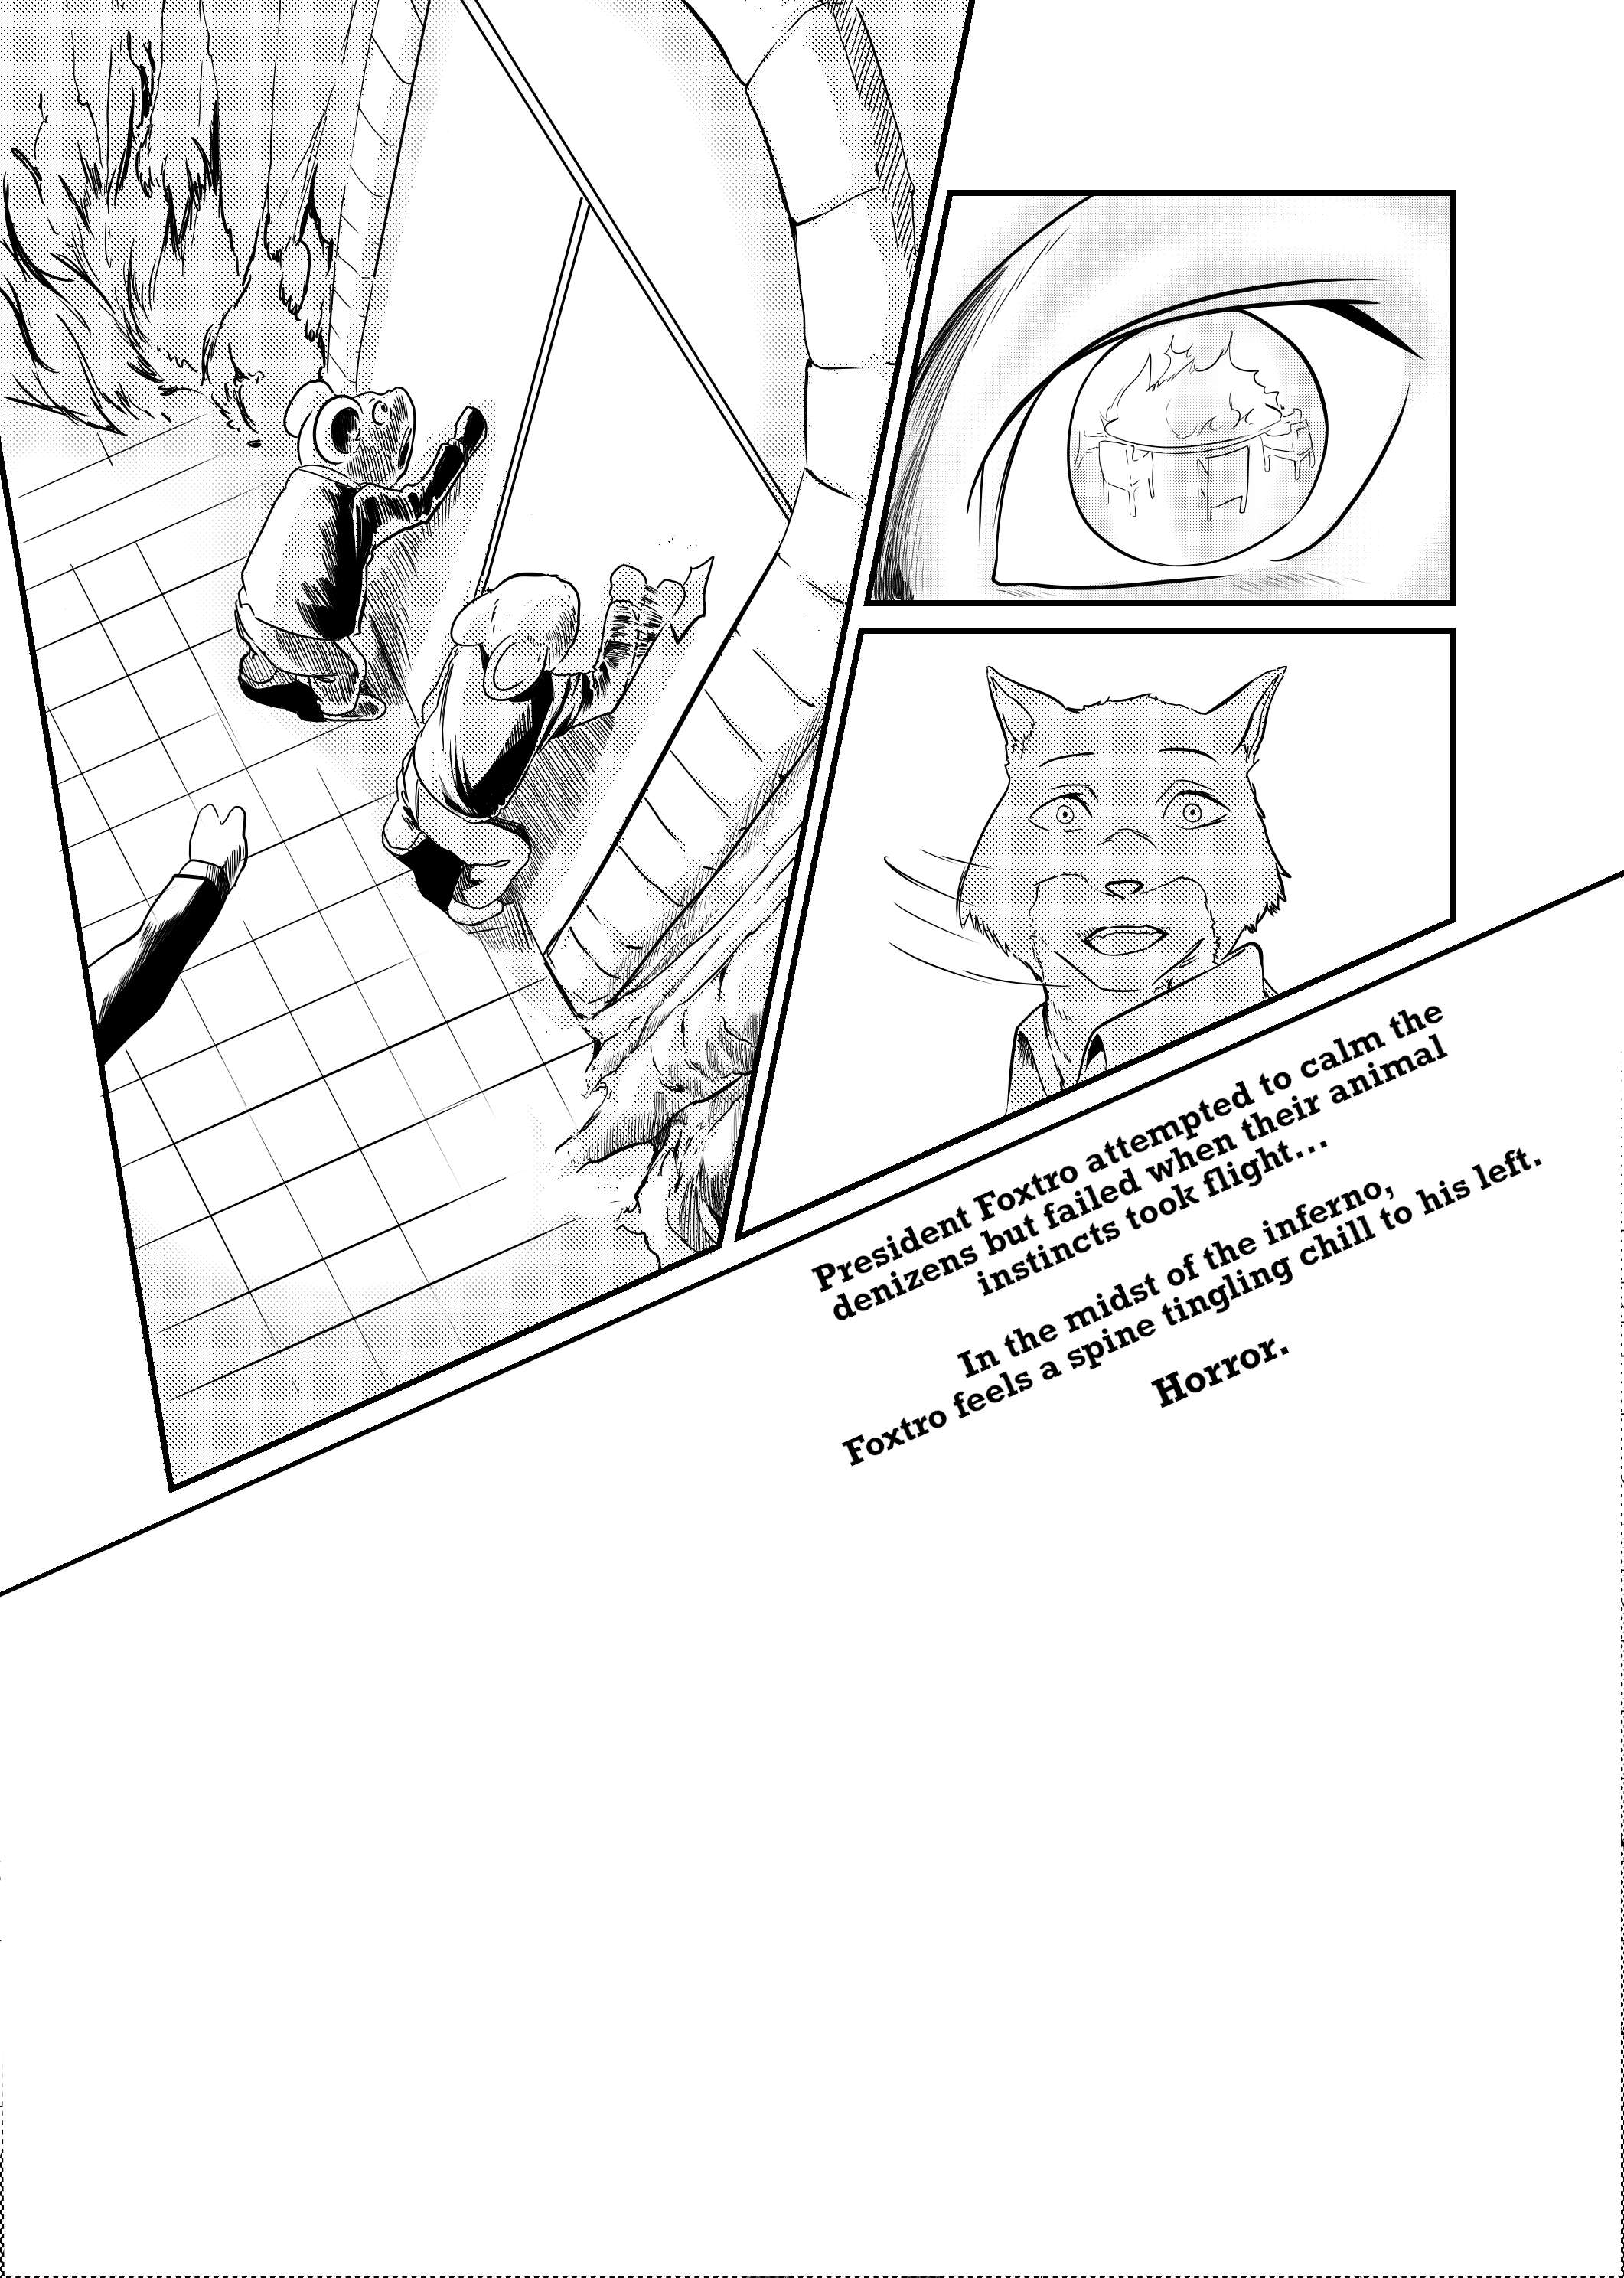 President Foxtro attempted to calm the
denizens but failed when their animal
instincts took flight...
In the midst of the inferno,
Foxtro feels a spine tingling chill to his left.
Horror.